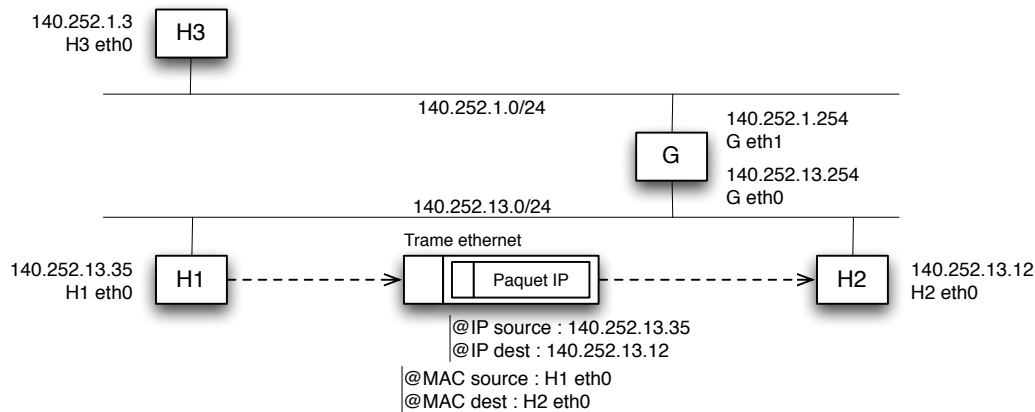 140.252.1.3
H3 eth0
H3
140.252.1.0/24
140.252.1.254
G eth1
G
140.252.13.254
G eth0
140.252.13.0/24
Trame ethernet
140.252.13.35
H1 eth0
H1
Paquet IP
H2
140.252.13.12
H2 eth0
@IP source : 140.252.13.35
@IP dest : 140.252.13.12
@MAC source : H1 eth0
@MAC dest : H2 eth0